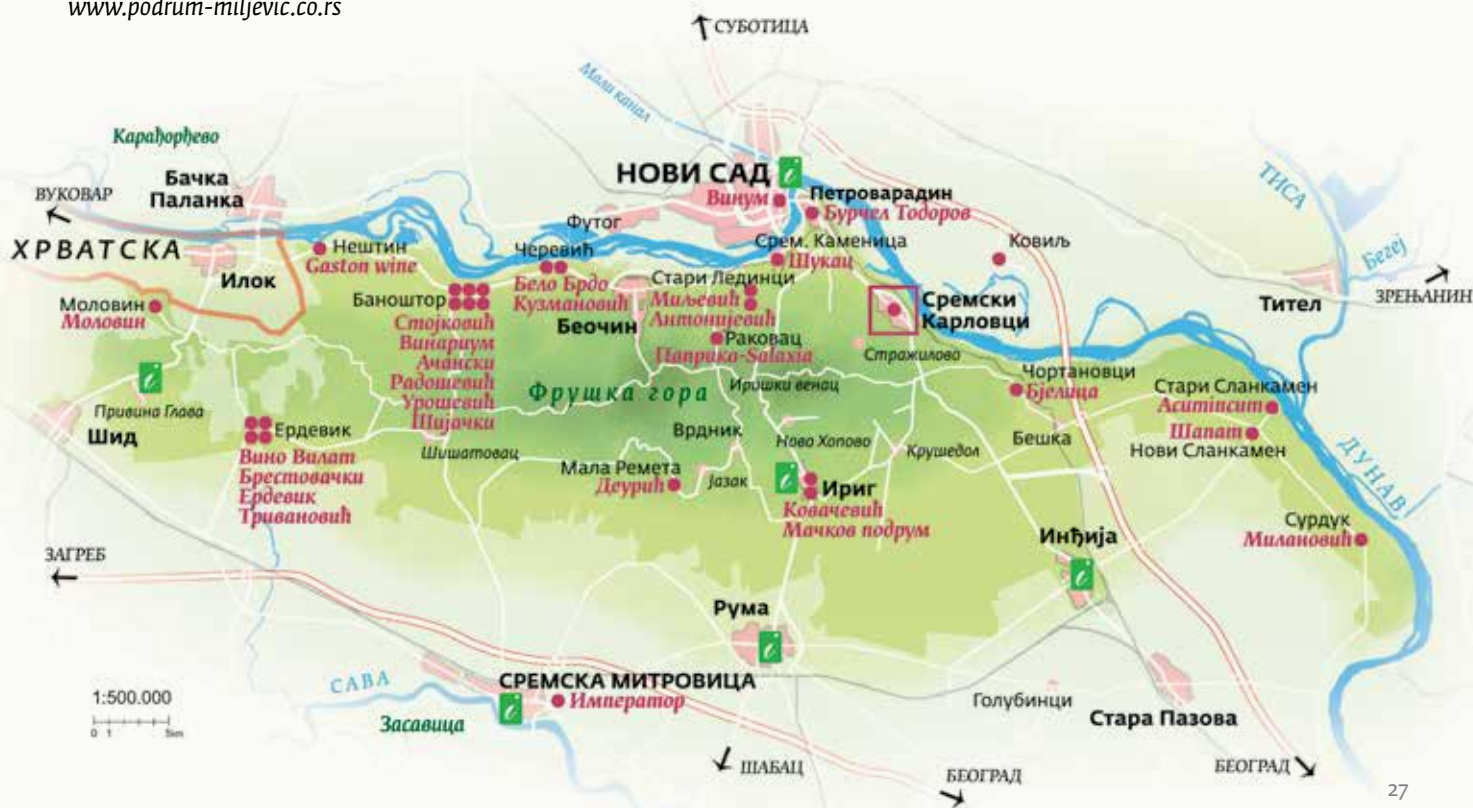 www.podrum-miljevic.co.rs
СУБОТИЦА
Мали канал
Карађорђево
Бачка
Паланка
ВУКОВАР
ХРВАТСКА
Илок
НОВИ САД
Винум
Петроварадин
Бурчел Тодоров
ТИСА
Бегеј
ЗРЕЊАНИН
Тител
Футог
Нештин
Gaston wine
Черевић
Бело Брдо
Кузмановић
Срем. Каменица
Шукац
Ковиљ
Моловин
Моловин
Баноштор
Стојковић
Винариум
Ачански
Радошевић
Урошевић
Шијачки
Беочин
Стари Лединци
Миљевић
Антонијевић
Раковац
Паприка-Salaxia
Сремски
Карловци
Стражилово
Фрушка гора
Иришки венац
Чортановци
Бјелица
Стари Сланкамен
Шапат
Нови Сланкамен
Привина Глава
Шид
Ердевик
Вино Вилат
Брестовачки
Ердевик
Тривановић
Шишатовац
Врдник
Ново Хопово
Крушедол
Бешка
ДУНАВ
Мала Ремета
Деурић
Јазак
Ириг
Ковачевић
Мачков подрум
Сурдук
Милановић
Инђија
ЗАГРЕБ
Рума
САВА
СРЕМСКА МИТРОВИЦА
Император
Засавица
Голубинци
Стара Пазова
1:500.000
0 1 5km
ШАБАЦ
БЕОГРАД
БЕОГРАД
27